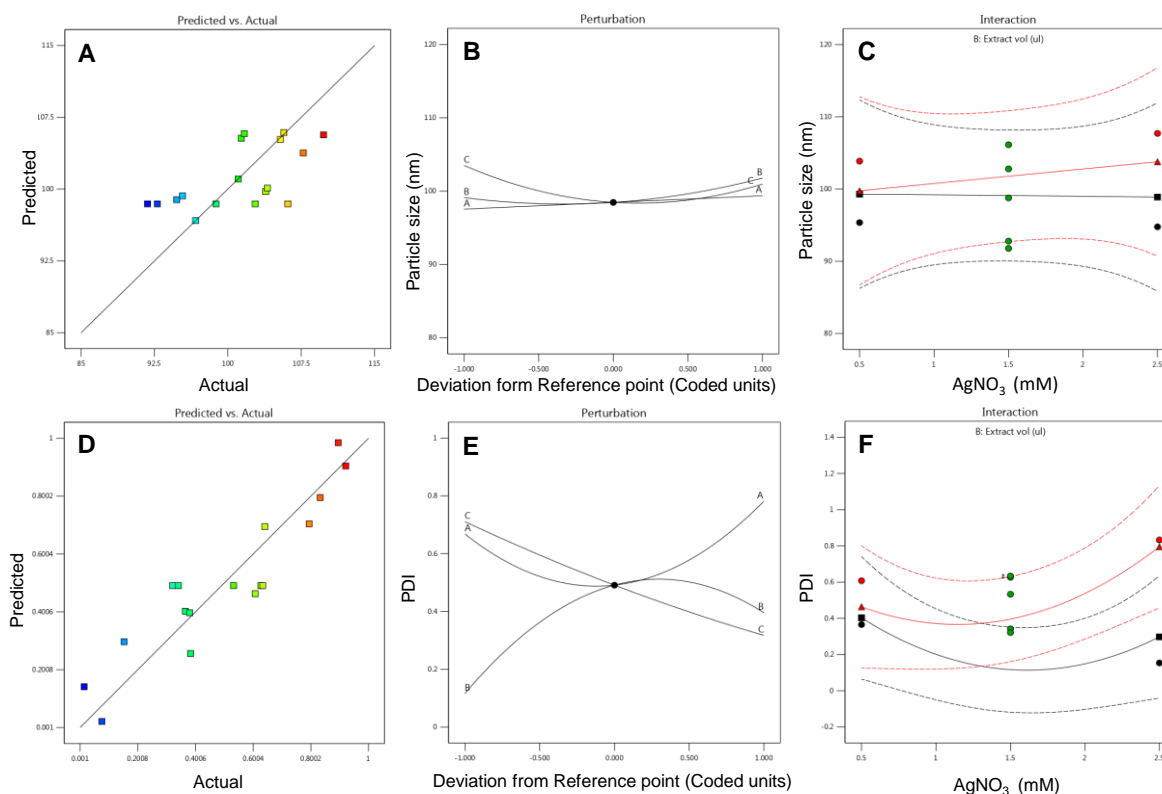 Predicted vs. Actual
A
115
107.5
100
92.5
85
Predicted
85
92.5
100
107.5
115
Actual
Perturbation
B
120
110
100
90
80
Particle size (nm)
C
B
A
B
C
A
-1.000
-0.500
0.000
0.500
1.000
Deviation form Reference point (Coded units)
Interaction
B: Extract vol (ul)
C
120
110
100
90
80
Particle size (nm)
0.5
1
1.5
2
2.5
AgNO₃ (mM)
Predicted vs. Actual
D
1
0.8002
0.6004
0.4006
0.2008
0.001
Predicted
0.001
0.2008
0.4006
0.6004
0.8002
1
Actual
Perturbation
E
1
0.8
0.6
0.4
0.2
0
PDI
C
A
B
A
B
C
-1.000
-0.500
0.000
0.500
1.000
Deviation from Reference point (Coded units)
Interaction
B: Extract vol (ul)
F
1.4
1.2
1
0.8
0.6
0.4
0.2
0
-0.2
PDI
0.5
1
1.5
2
2.5
AgNO₃ (mM)